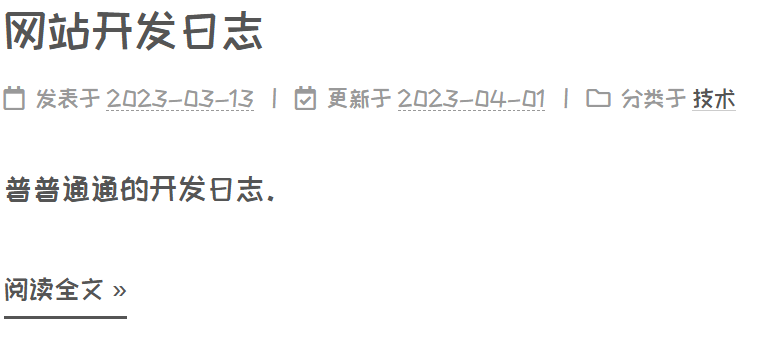 网站开发日志
发表于 2023-03-13 | 更新于 2023-04-01 | 分类于 技术
普普通通的开发日志.
阅读全文 »